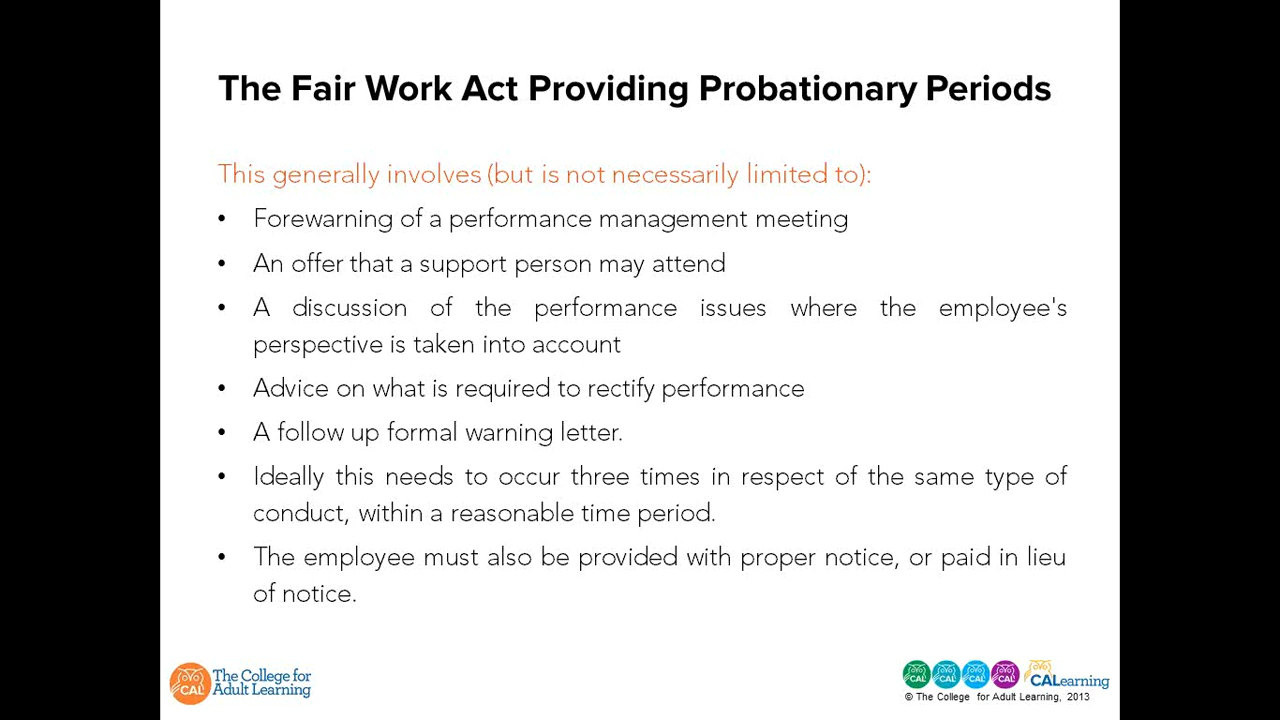 The Fair Work Act Providing Probationary Periods
This generally involves (but is not necessarily limited to):
• Forewarning of a performance management meeting
• An offer that a support person may attend
• A discussion of the performance issues where the employee's
perspective is taken into account
• Advice on what is required to rectify performance
• A follow up formal warning letter.
• Ideally this needs to occur three times in respect of the same type of
conduct, within a reasonable time period.
• The employee must also be provided with proper notice, or paid in lieu
of notice.
CAL
The College for
Adult Learning
CAL CAL CAL CAL CALearning
© The College for Adult Learning, 2013